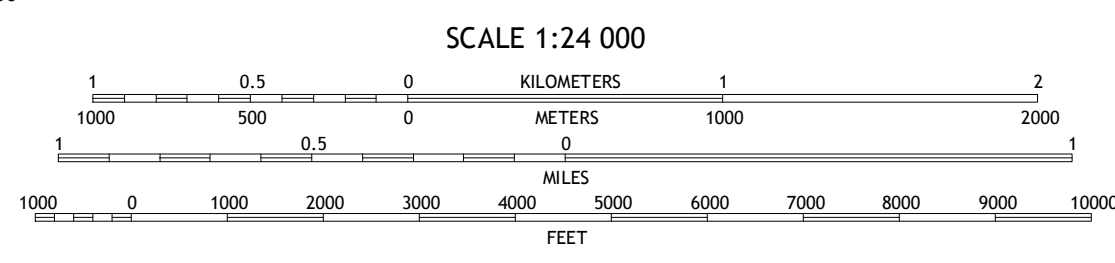 SCALE 1:24 000
1 0.5 0 KILOMETERS 1 2
1000 500 0 METERS 1000 2000
1 0.5 0 1
MILES
1000 0 1000 2000 3000 4000 5000 6000 7000 8000 9000 10000
FEET